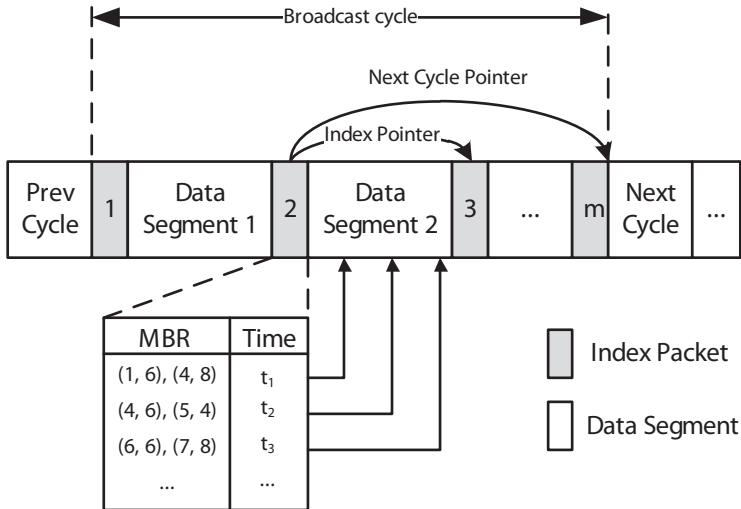 Broadcast cycle
Next Cycle Pointer
Index Pointer
Prev Cycle
1
Data Segment 1
2
Data Segment 2
3
...
m
Next Cycle
...
MBR Time
(1, 6), (4, 8) t1
(4, 6), (5, 4) t2
(6, 6), (7, 8) t3
... ...
Index Packet
Data Segment